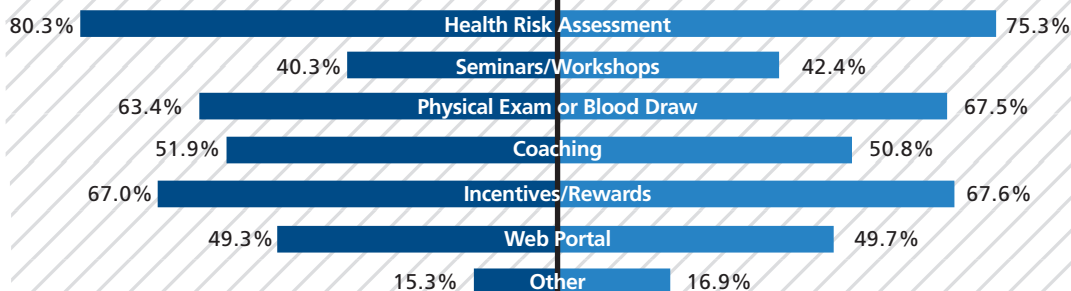 80.3% Health Risk Assessment 75.3%
40.3% Seminars/Workshops 42.4%
63.4% Physical Exam or Blood Draw 67.5%
51.9% Coaching 50.8%
67.0% Incentives/Rewards 67.6%
49.3% Web Portal 49.7%
15.3% Other 16.9%